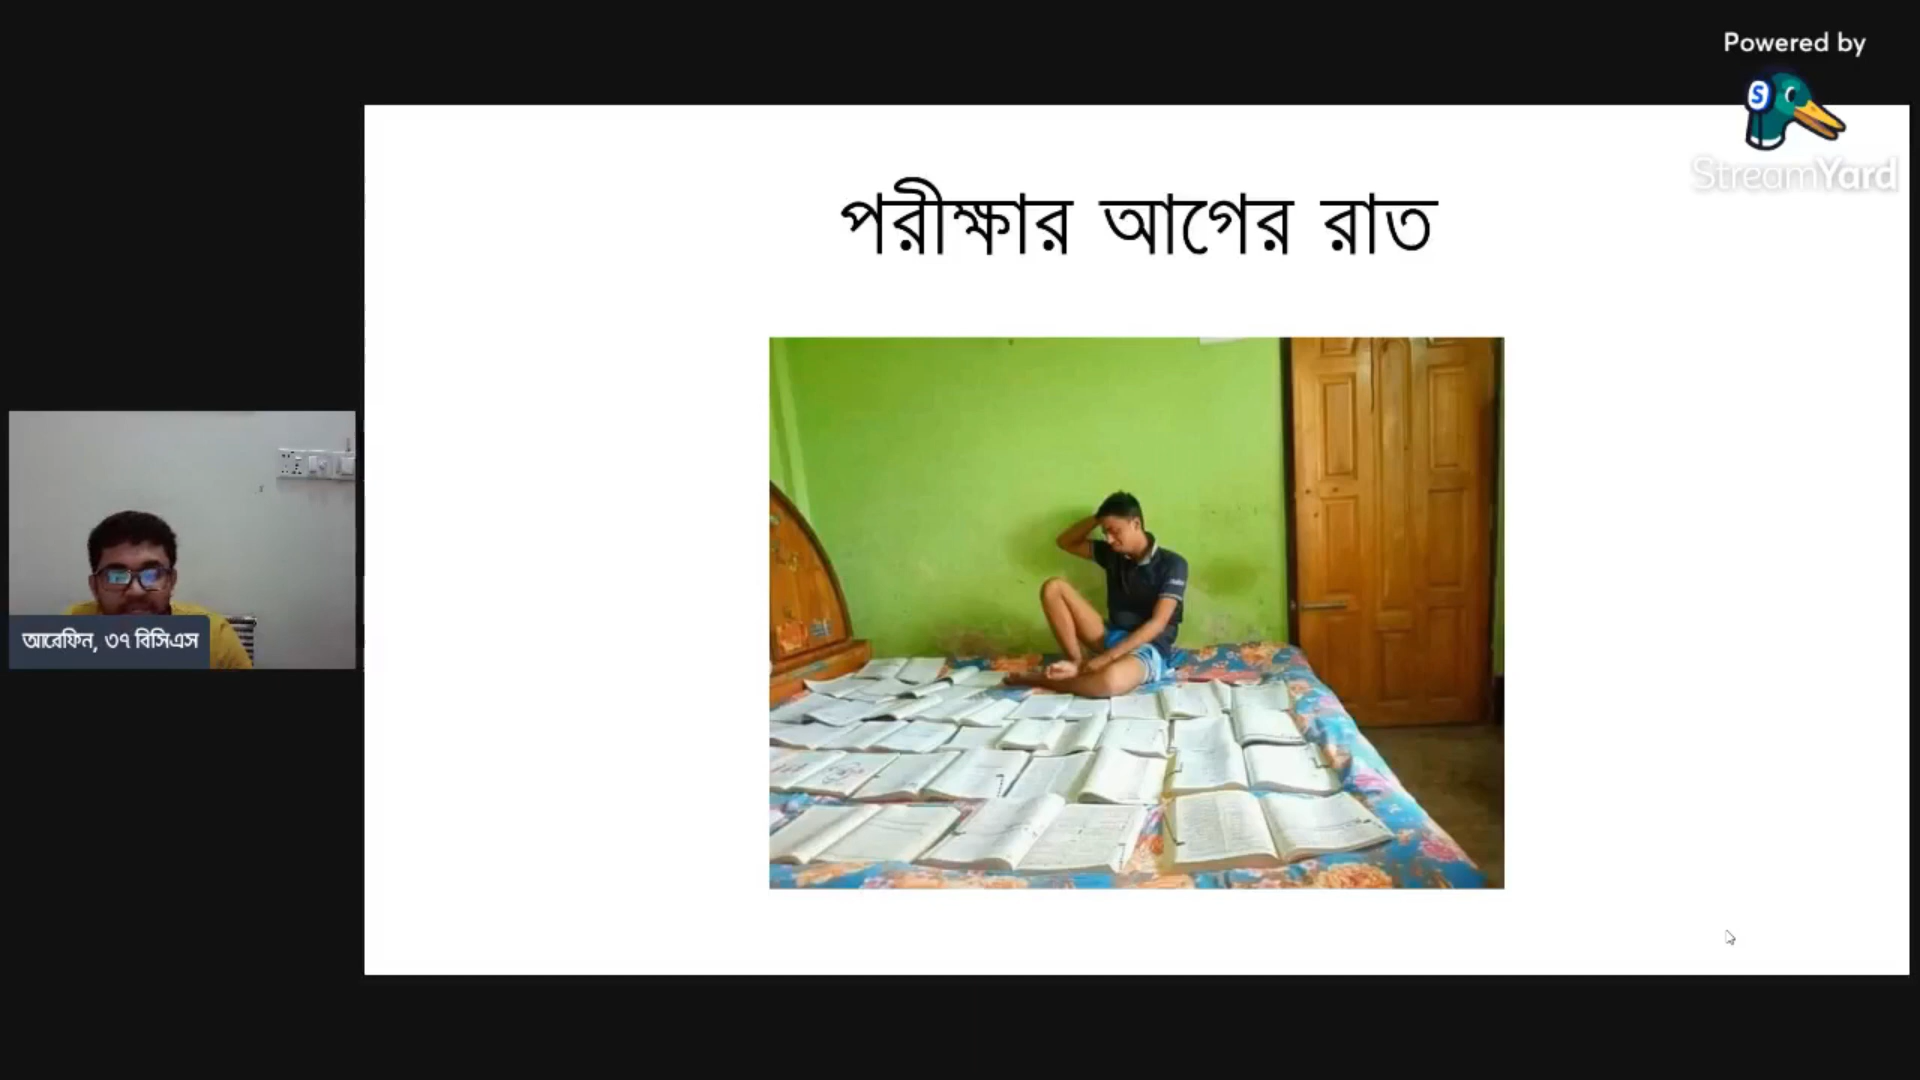 Powered by
S
StreamYard
পরীক্ষার আগের রাত
আরেফিন, ৩৭ বিসিএস